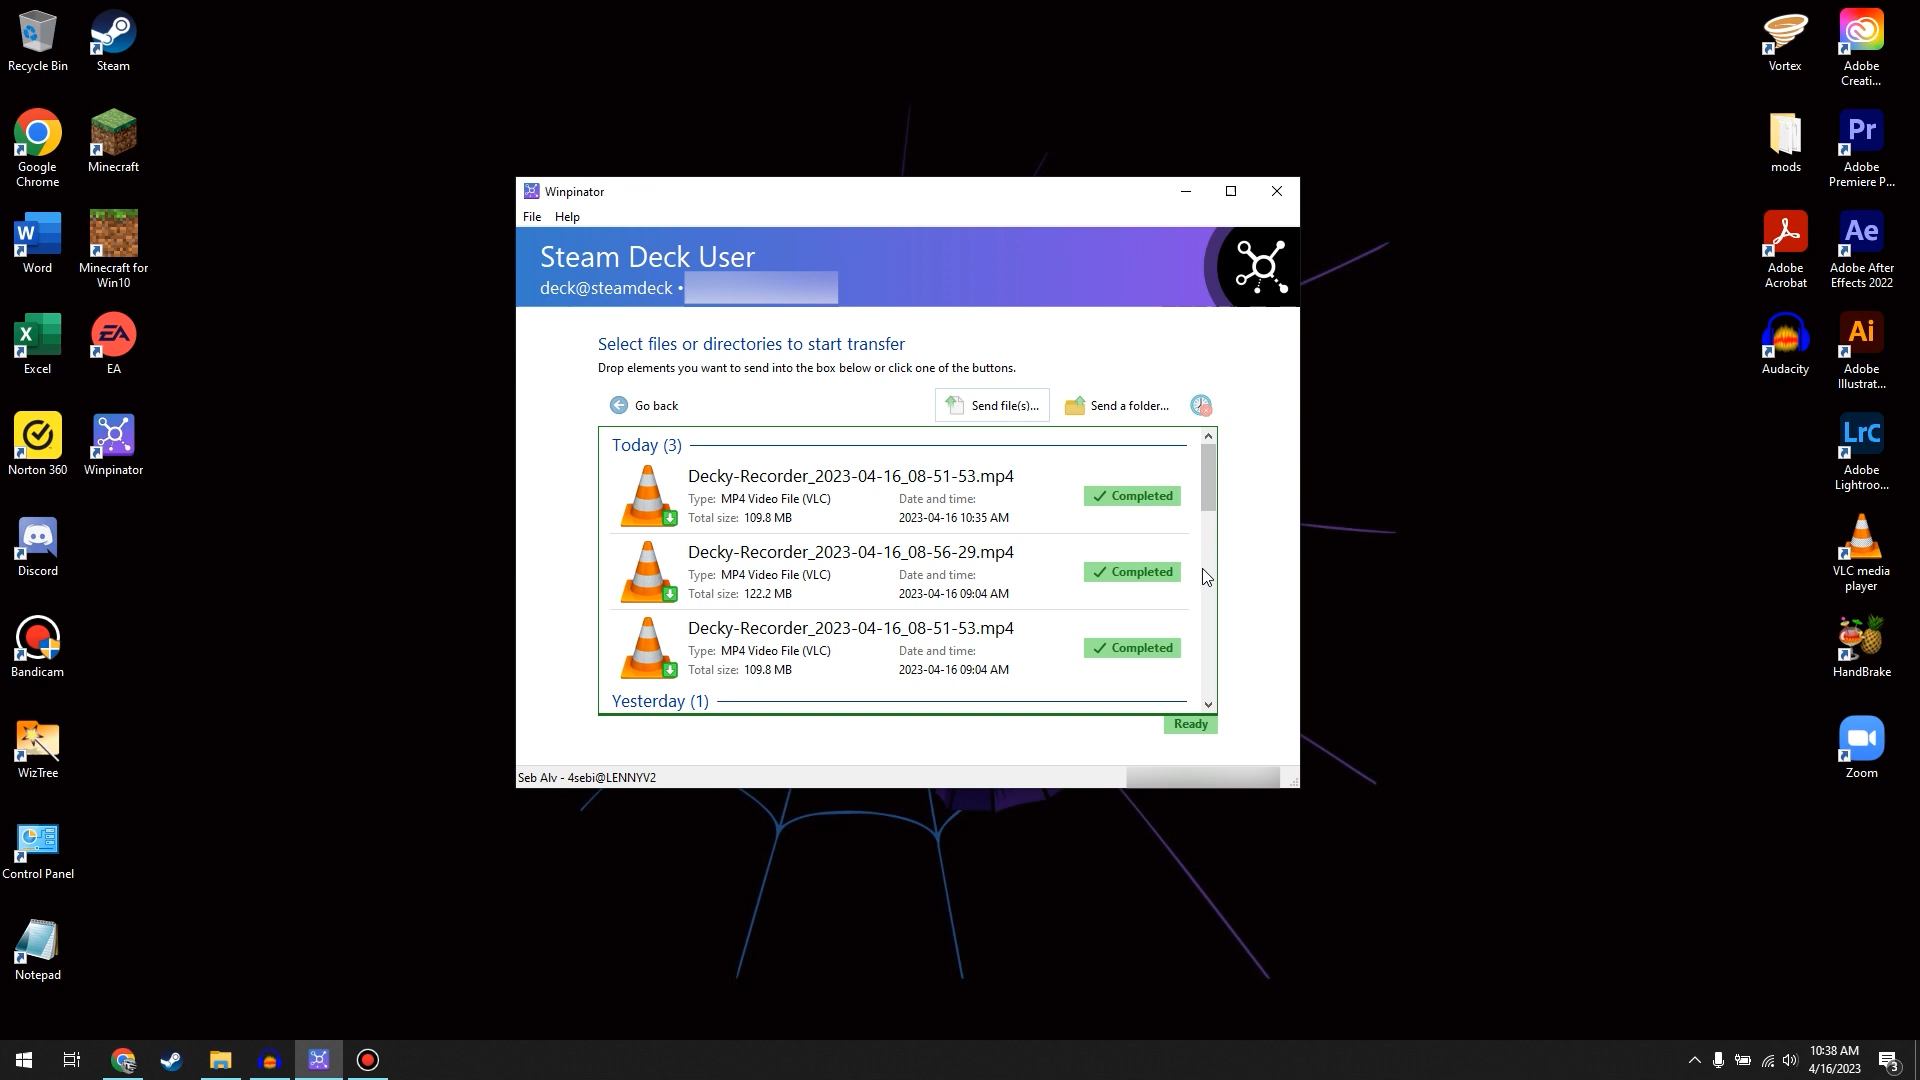 Recycle Bin
Steam
Google
Chrome
Minecraft
Word
Minecraft for
Win10
Excel
EA
EA
Norton 360
Winpinator
Discord
Bandicam
WizTree
Control Panel
Notepad
Winpinator
File
Help
Steam Deck User
deck@steamdeck •
Select files or directories to start transfer
Drop elements you want to send into the box below or click one of the buttons.
Go back
Send file(s)...
Send a folder...
Today (3)
Decky-Recorder_2023-04-16_08-51-53.mp4
Type: MP4 Video File (VLC)
Date and time:
Total size: 109.8 MB
2023-04-16 10:35 AM
Completed
Decky-Recorder_2023-04-16_08-56-29.mp4
Type: MP4 Video File (VLC)
Date and time:
Total size: 122.2 MB
2023-04-16 09:04 AM
Completed
Decky-Recorder_2023-04-16_08-51-53.mp4
Type: MP4 Video File (VLC)
Date and time:
Total size: 109.8 MB
2023-04-16 09:04 AM
Completed
Yesterday (1)
Ready
Seb Alv - 4sebi@LENNYV2
Vortex
Adobe
Creati...
mods
Pr
Adobe
Premiere P...
Adobe
Acrobat
Ae
Adobe After
Effects 2022
Audacity
Ai
Adobe
Illustrat...
LrC
Adobe
Lightroo...
VLC media
player
HandBrake
Zoom
10:38 AM
4/16/2023
3